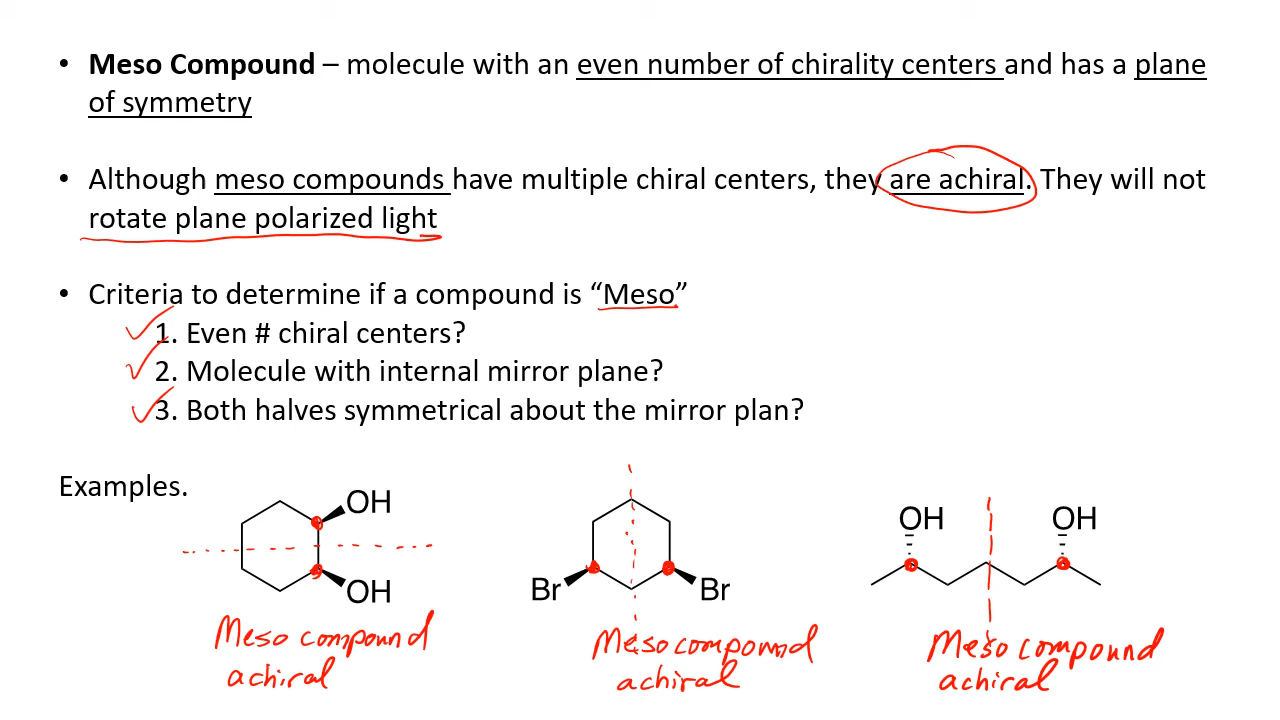 • Meso Compound – molecule with an even number of chirality centers and has a plane
of symmetry
• Although meso compounds have multiple chiral centers, they are achiral. They will not
rotate plane polarized light
• Criteria to determine if a compound is “Meso”
1. Even # chiral centers?
2. Molecule with internal mirror plane?
3. Both halves symmetrical about the mirror plan?
Examples.
OH
OH
Br Br
OH OH
Meso compound
achiral
Meso compound
achiral
Meso compound
achiral